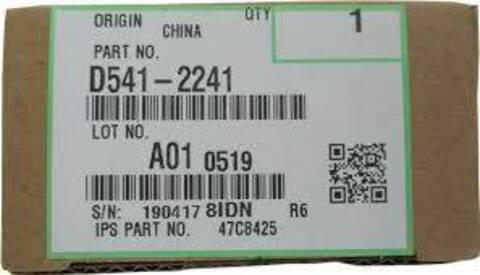 ORIGIN CHINA QTY 1
PART NO.
D541-2241
LOT NO.
A01 0519
S/N: 190417 8IDN R6
IPS PART NO. 47C8425